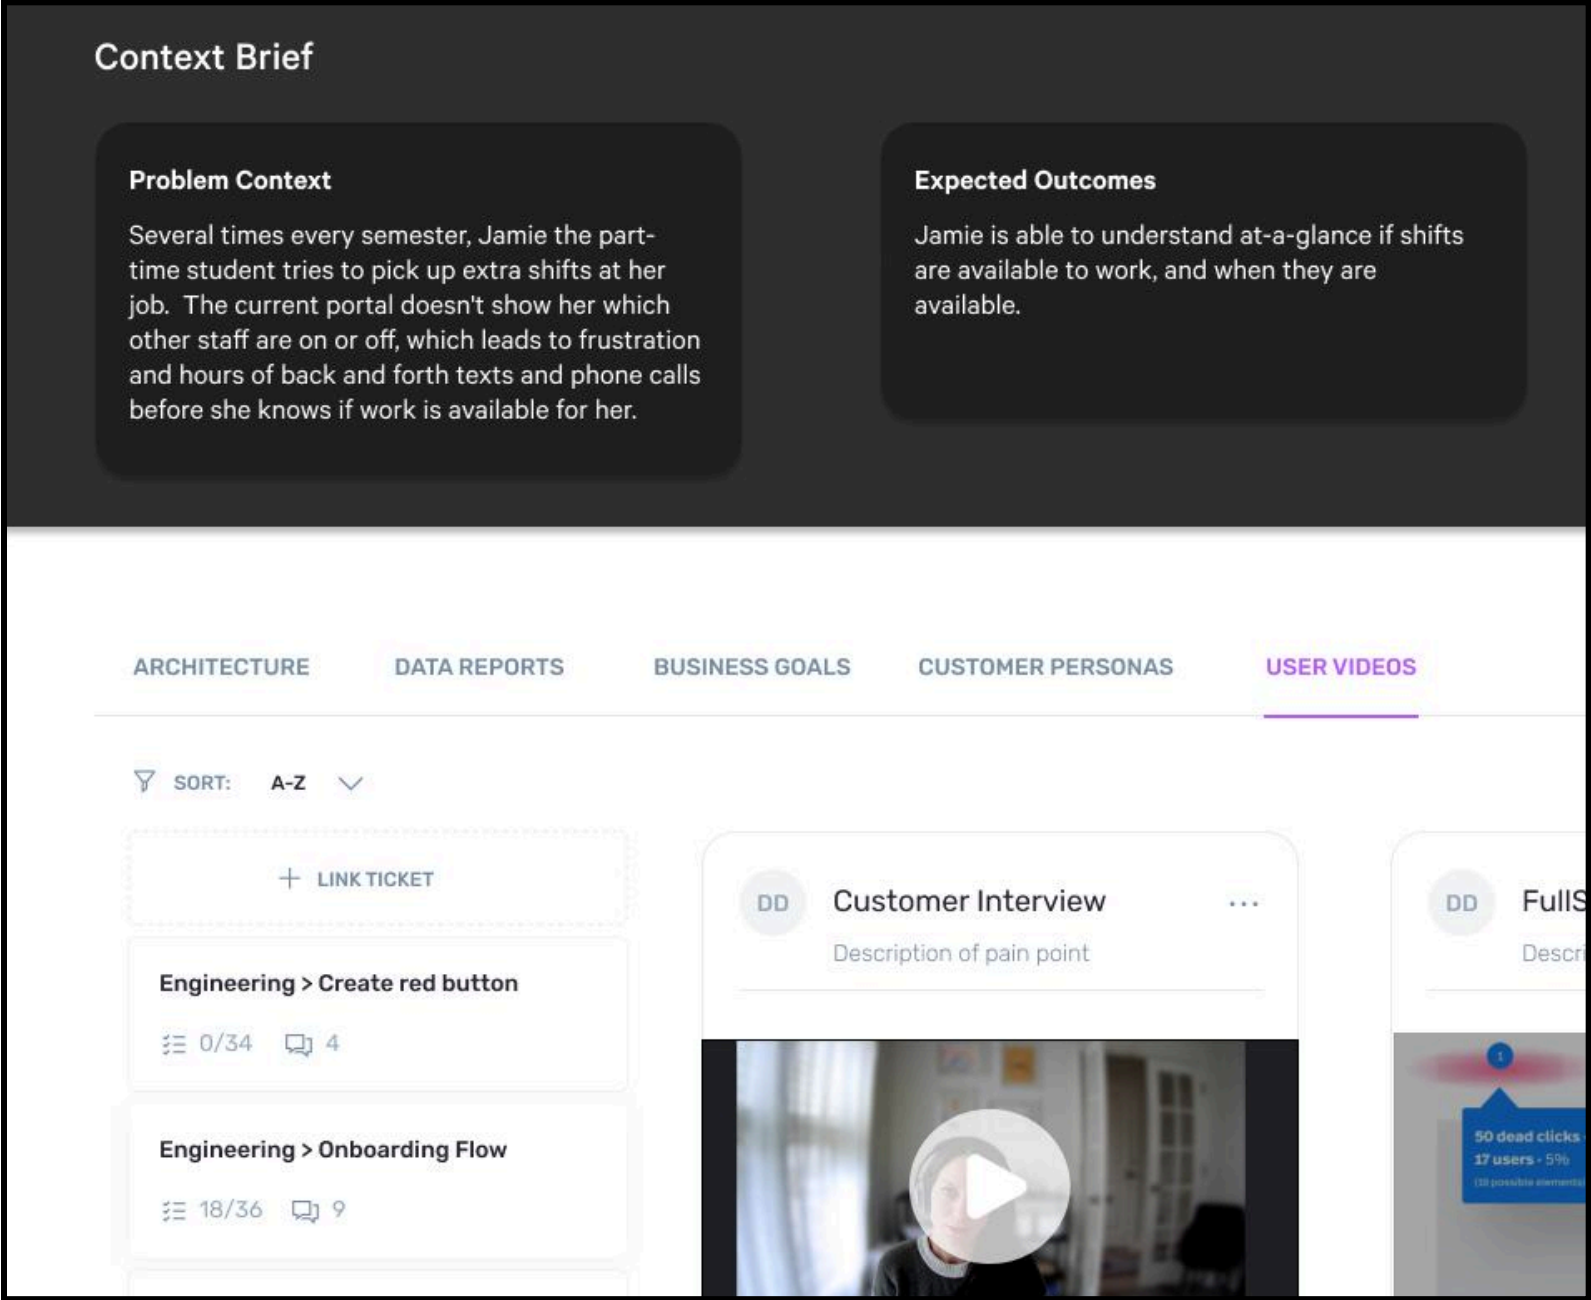 Context Brief
Problem Context
Several times every semester, Jamie the part-
time student tries to pick up extra shifts at her
job.  The current portal doesn't show her which
other staff are on or off, which leads to frustration
and hours of back and forth texts and phone calls
before she knows if work is available for her.
Expected Outcomes
Jamie is able to understand at-a-glance if shifts
are available to work, and when they are
available.
ARCHITECTURE DATA REPORTS BUSINESS GOALS CUSTOMER PERSONAS USER VIDEOS
SORT: A-Z
+ LINK TICKET
Engineering > Create red button
0/34 4
Engineering > Onboarding Flow
18/36 9
DD Customer Interview ...
Description of pain point
DD FullS
Descri
1
50 dead clicks
17 users - 5%
(18 possible elements